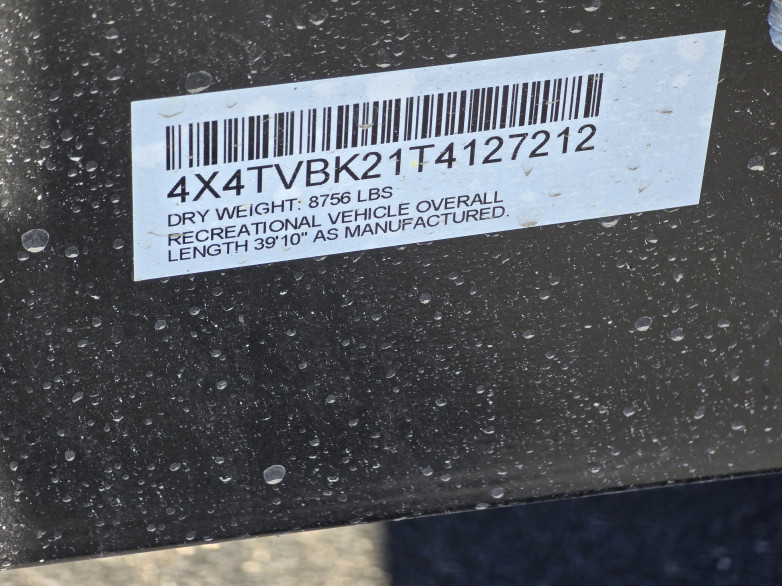 4X4TVBK21T4127212
DRY WEIGHT: 8756 LBS
RECREATIONAL VEHICLE OVERALL
LENGTH 39'10" AS MANUFACTURED.